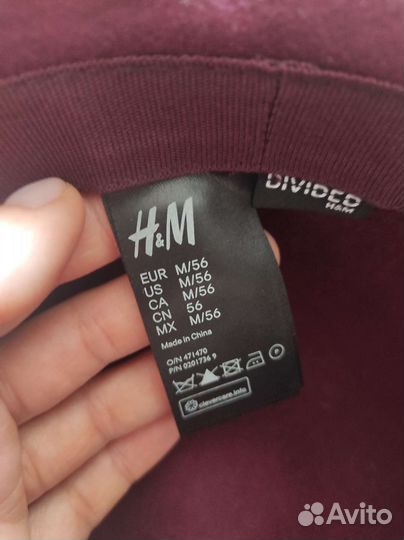 DIVIDED
H&M
H&M
EUR M/56
US M/56
CA M/56
CN 56
MX M/56
Made in China
O/N 471470
P/N 0201736 9
clevercare.info
Avito